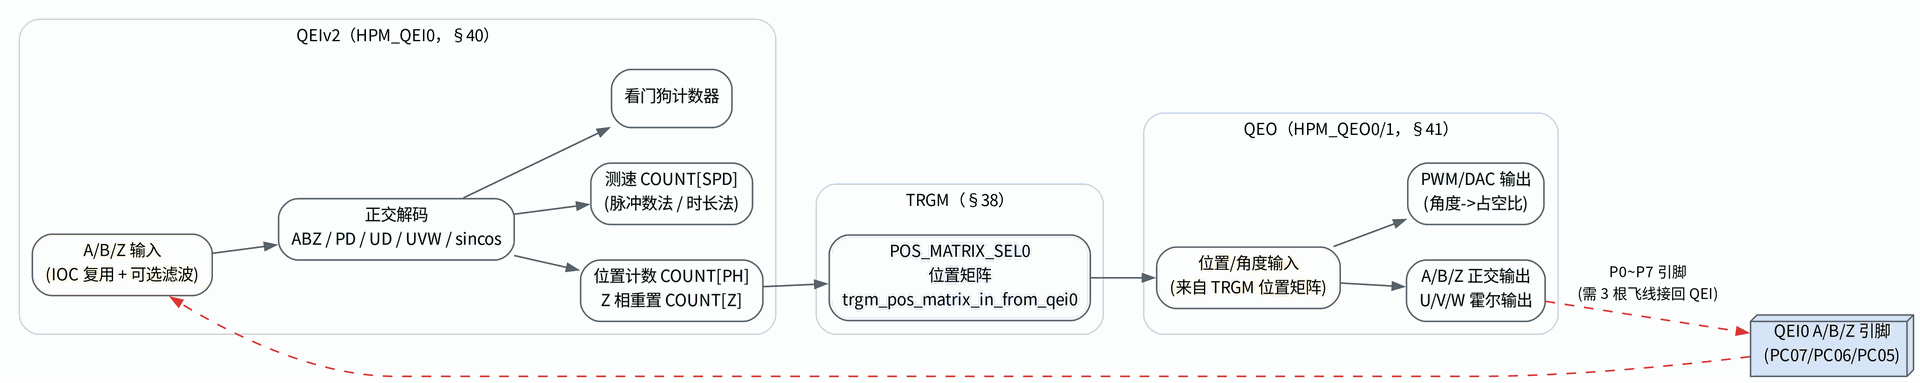 QEIv2（HPM_QEI0，§40）
看门狗计数器
测速 COUNT[SPD]
(脉冲数法 / 时长法)
正交解码
ABZ / PD / UD / UVW / sincos
A/B/Z 输入
(IOC 复用 + 可选滤波)
位置计数 COUNT[PH]
Z 相重置 COUNT[Z]
TRGM（§38）
POS_MATRIX_SEL0
位置矩阵
trgm_pos_matrix_in_from_qei0
QEO（HPM_QEO0/1，§41）
PWM/DAC 输出
(角度->占空比)
位置/角度输入
(来自 TRGM 位置矩阵)
A/B/Z 正交输出
U/V/W 霍尔输出
P0~P7 引脚
(需 3 根飞线接回 QEI)
QEI0 A/B/Z 引脚
(PC07/PC06/PC05)